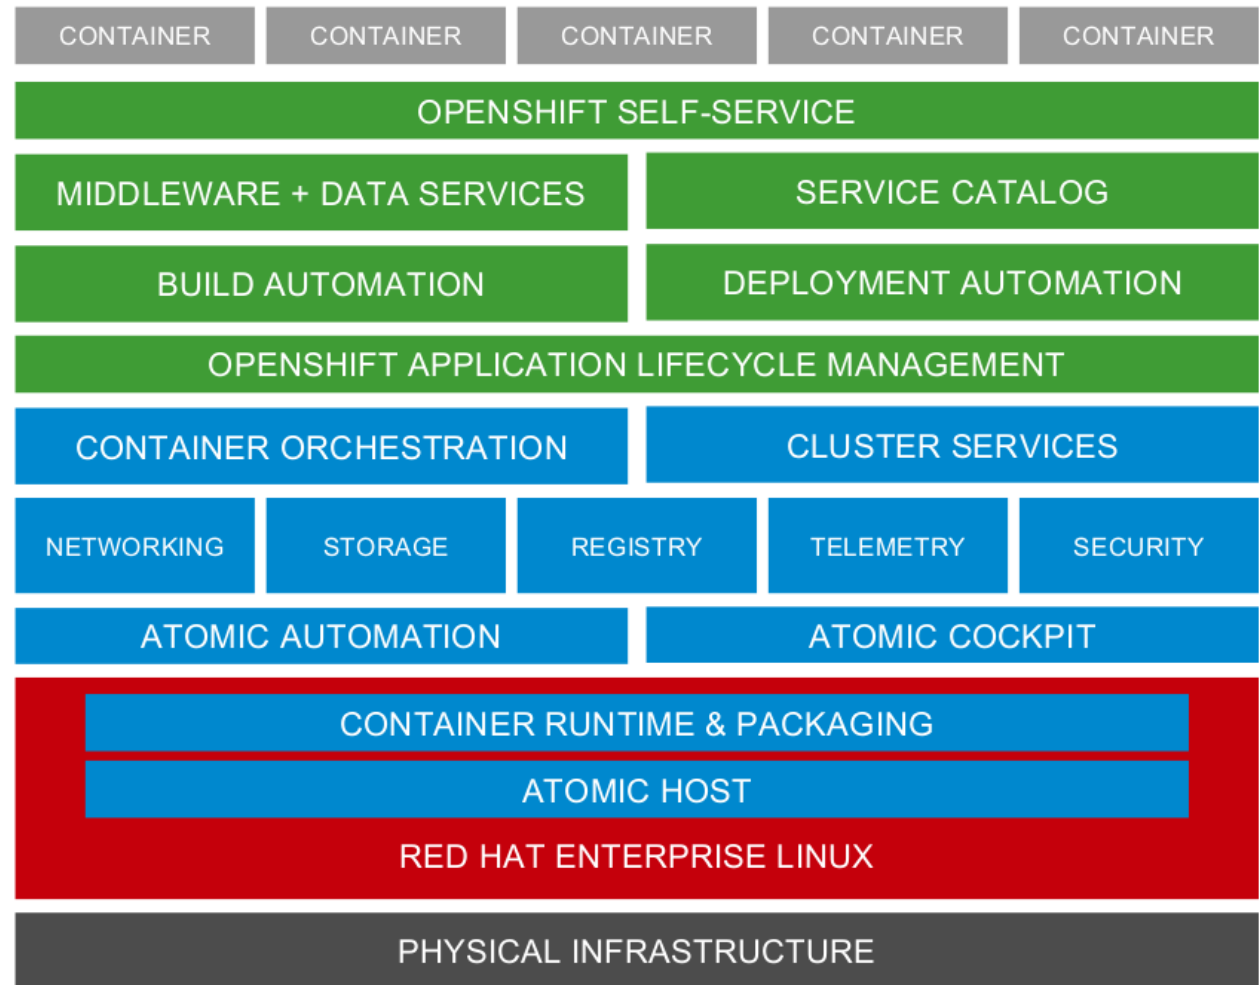 CONTAINER CONTAINER CONTAINER CONTAINER CONTAINER
OPENSHIFT SELF-SERVICE
MIDDLEWARE + DATA SERVICES SERVICE CATALOG
BUILD AUTOMATION DEPLOYMENT AUTOMATION
OPENSHIFT APPLICATION LIFECYCLE MANAGEMENT
CONTAINER ORCHESTRATION CLUSTER SERVICES
NETWORKING STORAGE REGISTRY TELEMETRY SECURITY
ATOMIC AUTOMATION ATOMIC COCKPIT
CONTAINER RUNTIME & PACKAGING
ATOMIC HOST
RED HAT ENTERPRISE LINUX
PHYSICAL INFRASTRUCTURE